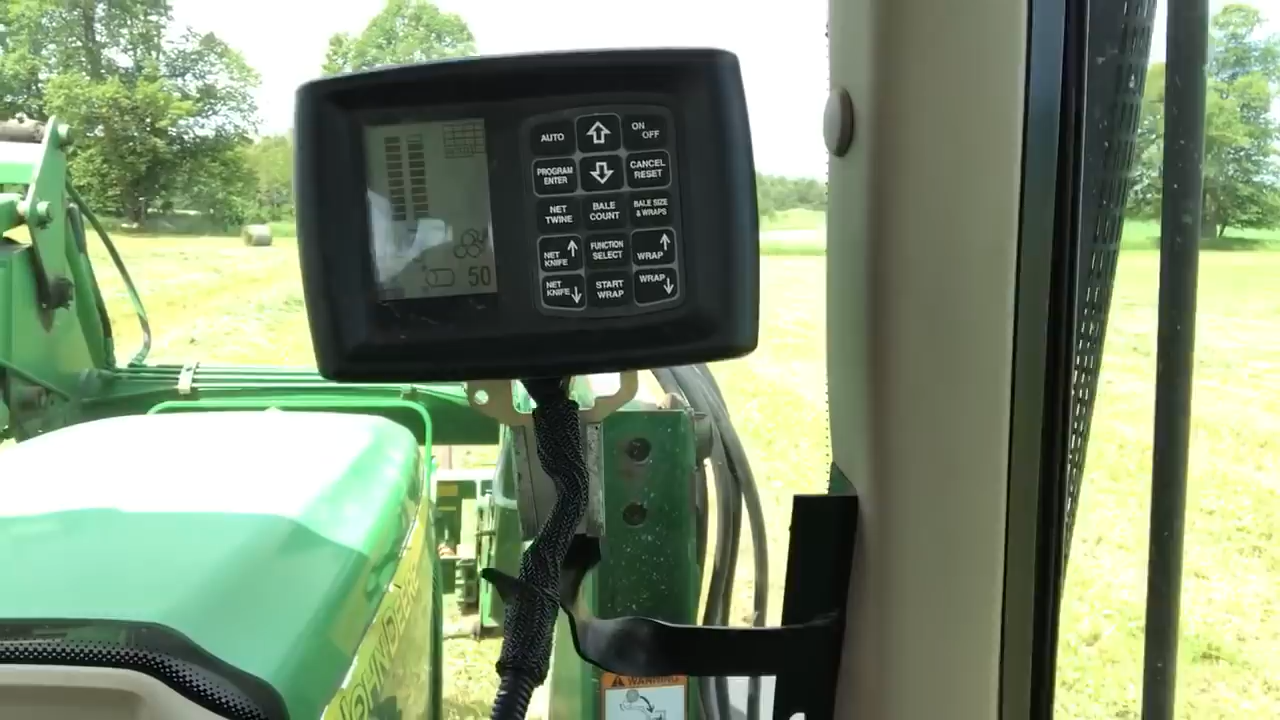 AUTO
ON
OFF
PROGRAM
ENTER
CANCEL
RESET
NET
TWINE
BALE
COUNT
BALE SIZE
& WRAPS
NET
KNIFE
FUNCTION
SELECT
WRAP
NET
KNIFE
START
WRAP
WRAP
50
JOHN DEERE
WARNING